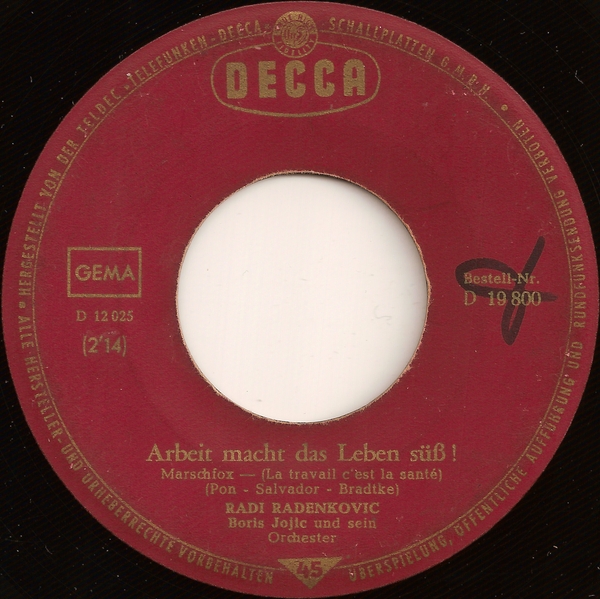 • HERGESTELLT VON DER TELDEC • TELEFUNKEN-DECCA SCHALLPLATTEN G.M.B.H. •
ALLE HERSTELLER- UND URHEBERRECHTE VORBEHALTEN
ÜBERSPIELUNG, ÖFFENTLICHE AUFFÜHRUNG UND RUNDFUNKSENDUNG VERBOTEN
DECCA
GEMA
D 12 025
(2'14)
Bestell-Nr.
D 19 800
Arbeit macht das Leben süß!
Marschfox — (La travail c'est la santé)
(Pon - Salvador - Bradtke)
RADI RADENKOVIC
Boris Jojic und sein
Orchester
45